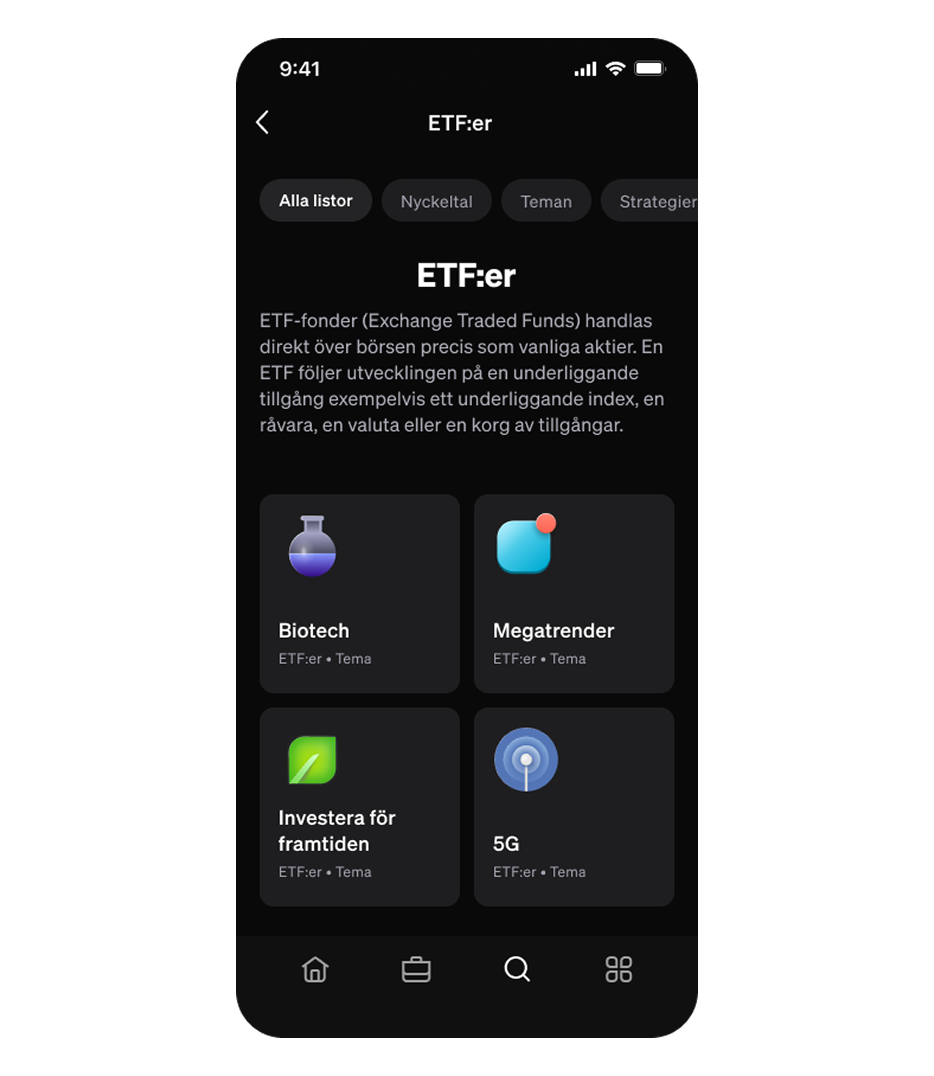 9:41
ETF:er
Alla listor
Nyckeltal
Teman
Strategier
ETF:er
ETF-fonder (Exchange Traded Funds) handlas
direkt över börsen precis som vanliga aktier. En
ETF följer utvecklingen på en underliggande
tillgång exempelvis ett underliggande index, en
råvara, en valuta eller en korg av tillgångar.
Biotech
ETF:er • Tema
Megatrender
ETF:er • Tema
Investera för
framtiden
ETF:er • Tema
5G
ETF:er • Tema